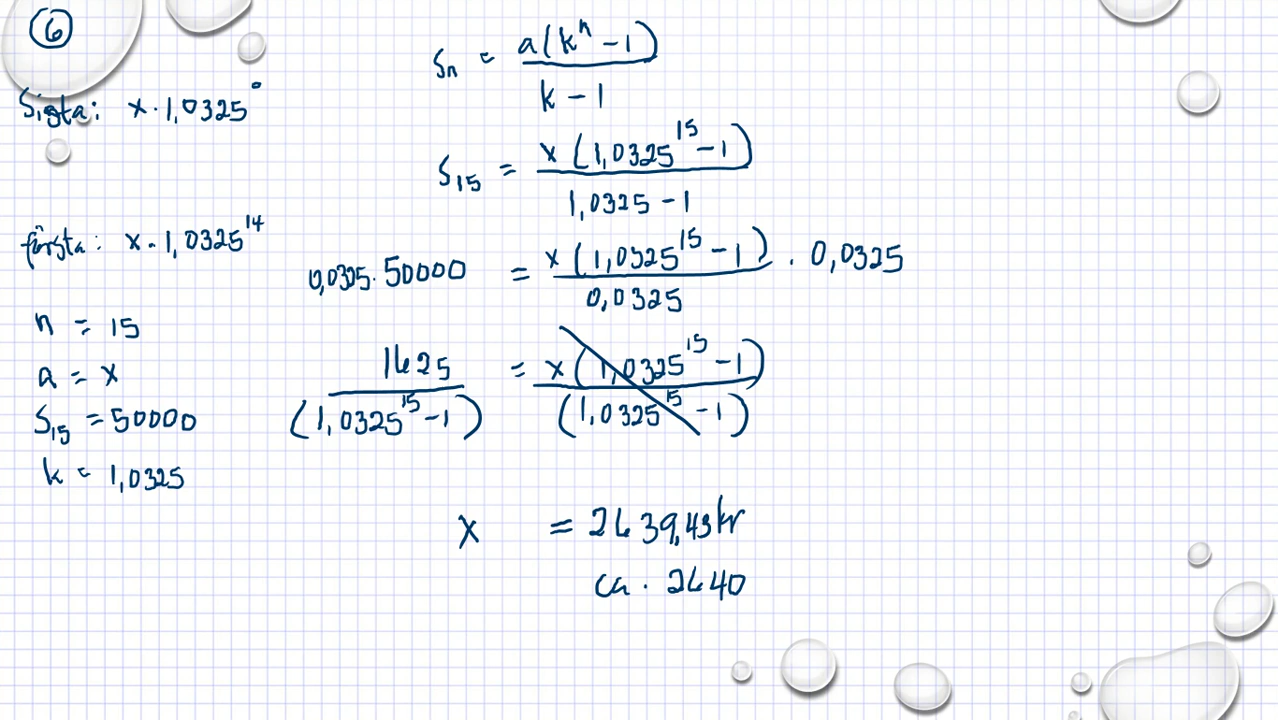 6
Sista: x · 1,0325⁰
första: x · 1,0325¹⁴
n = 15
a = x
S₁₅ = 50000
k = 1,0325
Sₙ = a(kⁿ - 1) / k - 1
S₁₅ = x(1,0325¹⁵ - 1) / 1,0325 - 1
0,0325 · 50000 = x(1,0325¹⁵ - 1) / 0,0325 · 0,0325
1625 / (1,0325¹⁵ - 1) = x(1,0325¹⁵ - 1) / (1,0325¹⁵ - 1)
x = 2639,43kr
ca. 2640